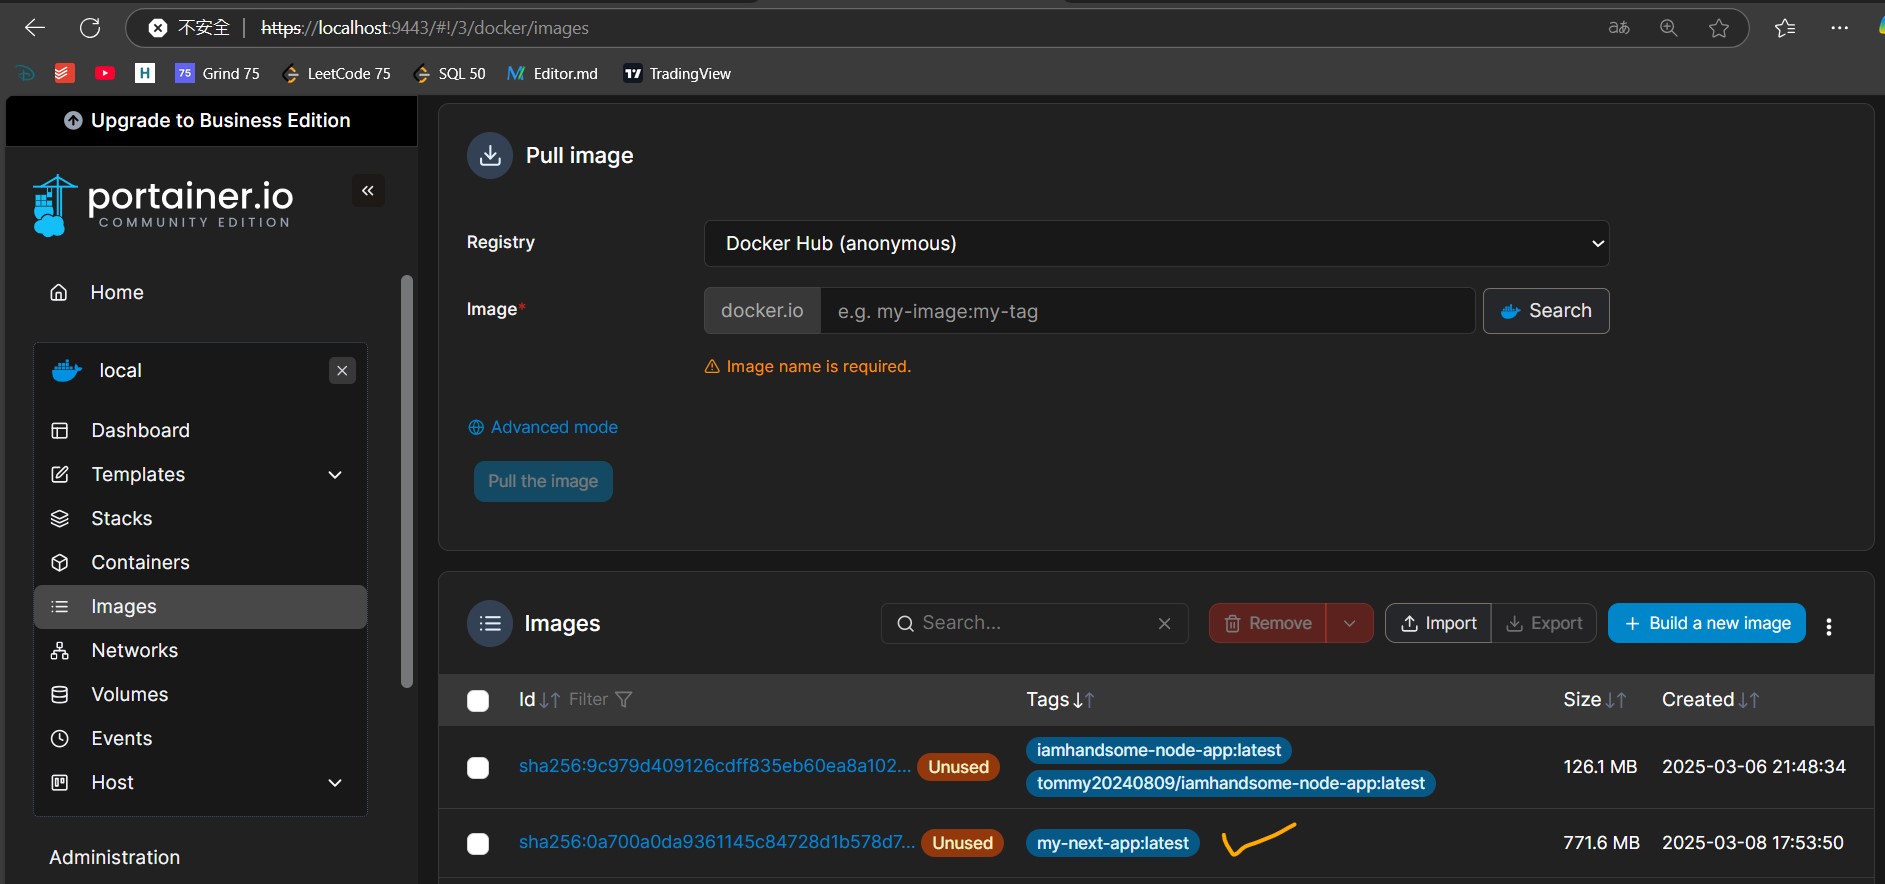 不安全 https://localhost:9443/#!/3/docker/images aあ
H 75 Grind 75 LeetCode 75 SQL 50 Editor.md TradingView
Upgrade to Business Edition
portainer.io
COMMUNITY EDITION
Home
local
Dashboard
Templates
Stacks
Containers
Images
Networks
Volumes
Events
Host
Administration
Pull image
Registry Docker Hub (anonymous)
Image* docker.io e.g. my-image:my-tag Search
Image name is required.
Advanced mode
Pull the image
Images Search... Remove Import Export + Build a new image
Id Filter Tags Size Created
sha256:9c979d409126cdff835eb60ea8a102... Unused iamhandsome-node-app:latest 126.1 MB 2025-03-06 21:48:34
tommy20240809/iamhandsome-node-app:latest
sha256:0a700a0da9361145c84728d1b578d7... Unused my-next-app:latest 771.6 MB 2025-03-08 17:53:50